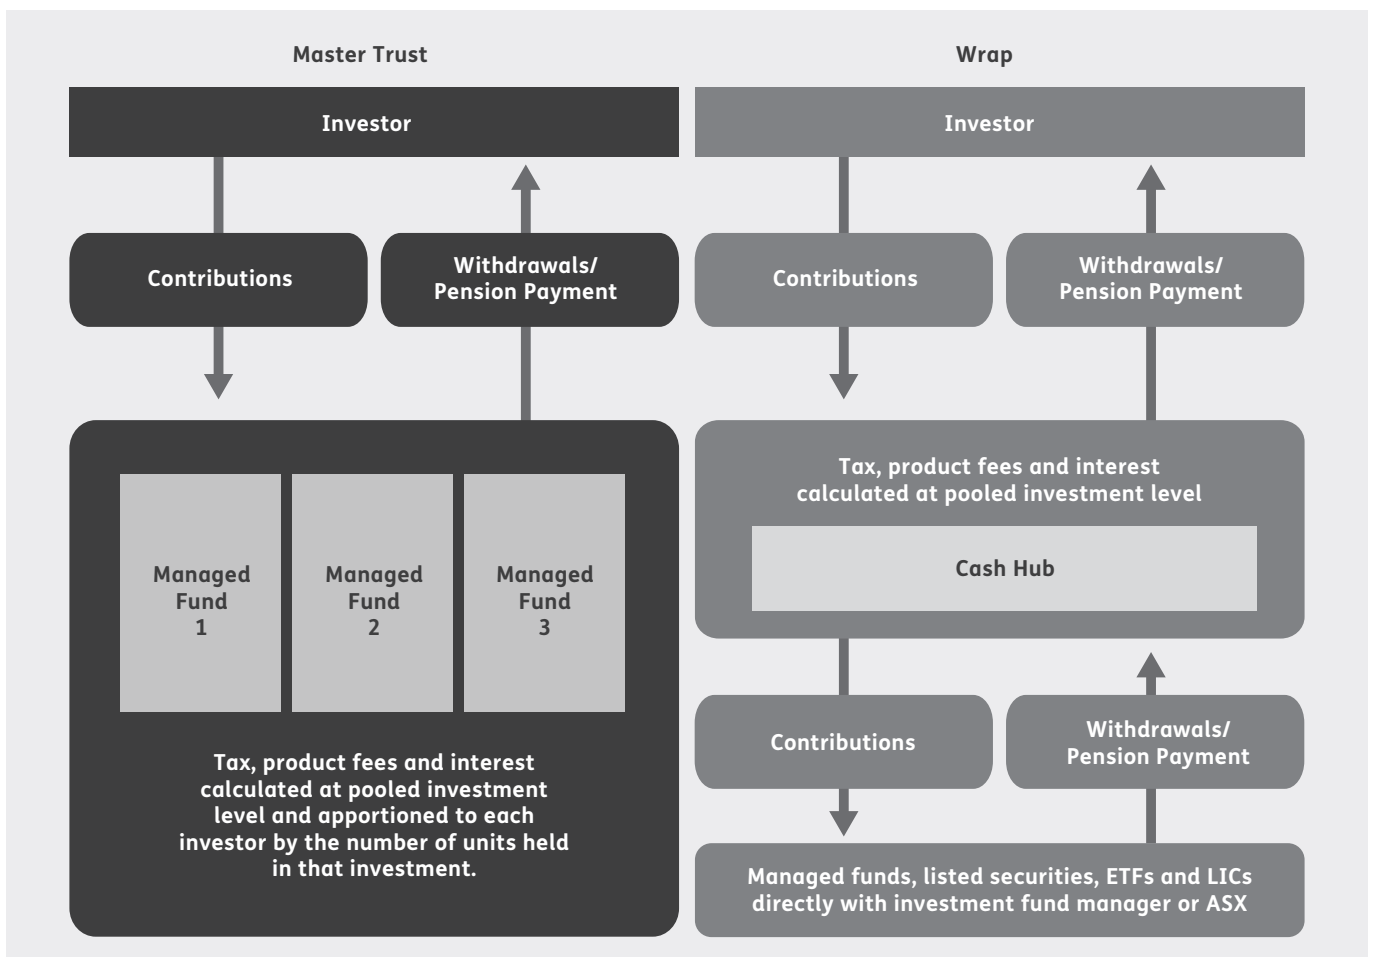 Master Trust
Investor
Contributions
Withdrawals/
Pension Payment
Managed
Fund
1
Managed
Fund
2
Managed
Fund
3
Tax, product fees and interest
calculated at pooled investment
level and apportioned to each
investor by the number of units held
in that investment.
Wrap
Investor
Contributions
Withdrawals/
Pension Payment
Tax, product fees and interest
calculated at pooled investment level
Cash Hub
Contributions
Withdrawals/
Pension Payment
Managed funds, listed securities, ETFs and LICs
directly with investment fund manager or ASX